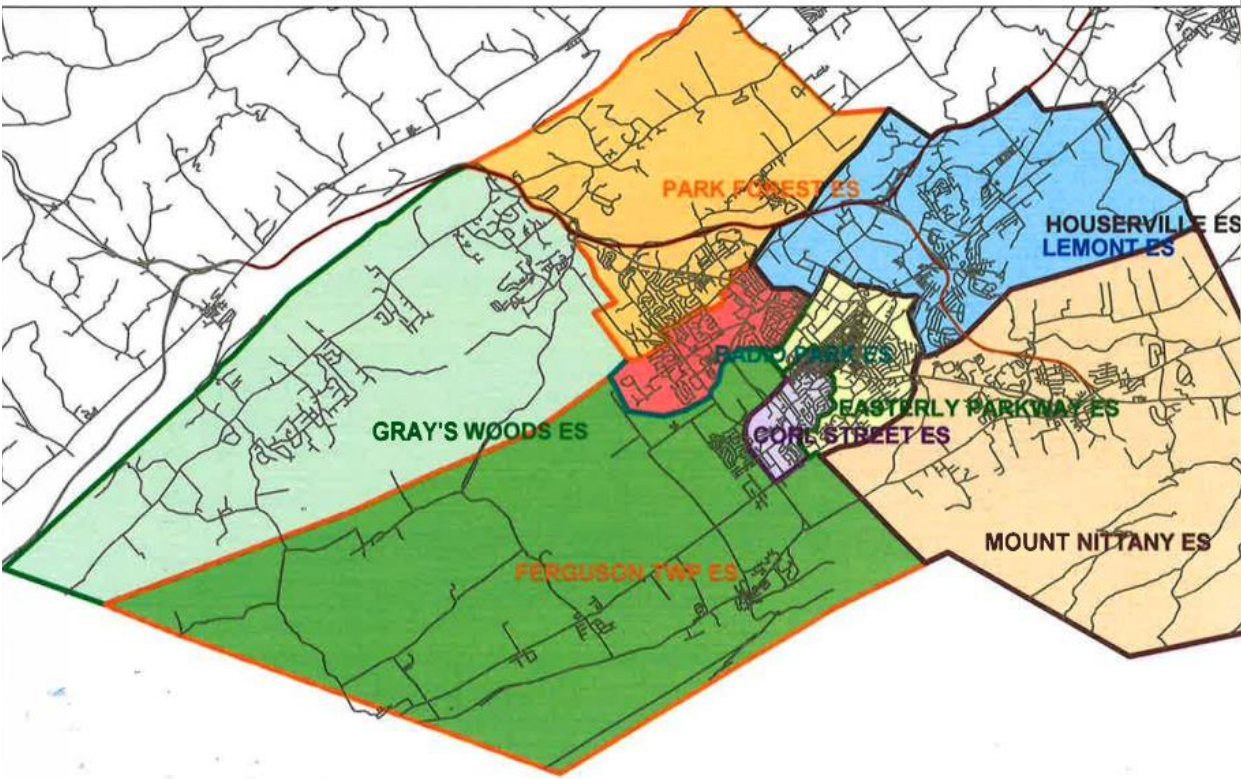 PARK FOREST ES
HOUSERVILLE ES
LEMONT ES
RADIO PARK ES
EASTERLY PARKWAY ES
GRAY'S WOODS ES
CORL STREET ES
MOUNT NITTANY ES
FERGUSON TWP ES